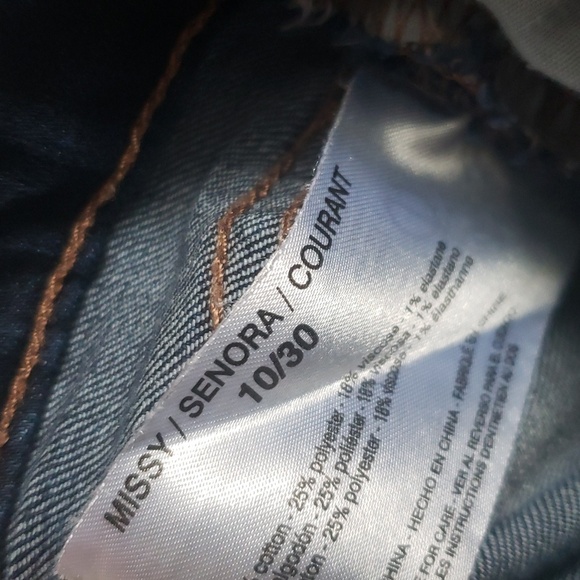 MISSY / SENORA / COURANT
10/30
cotton - 25% polyester - 18% viscose - 1% elastane
algodón - 25% poliéster - 18% - 1% elastano
coton - 25% polyester - 18% viscose - 1% élasthanne
CHINA - HECHO EN CHINA - FABRIQUÉ EN CHINE
FOR CARE. VER AL REVERSO PARA EL CUIDADO
LES INSTRUCTIONS D'ENTRETIEN AU DOS